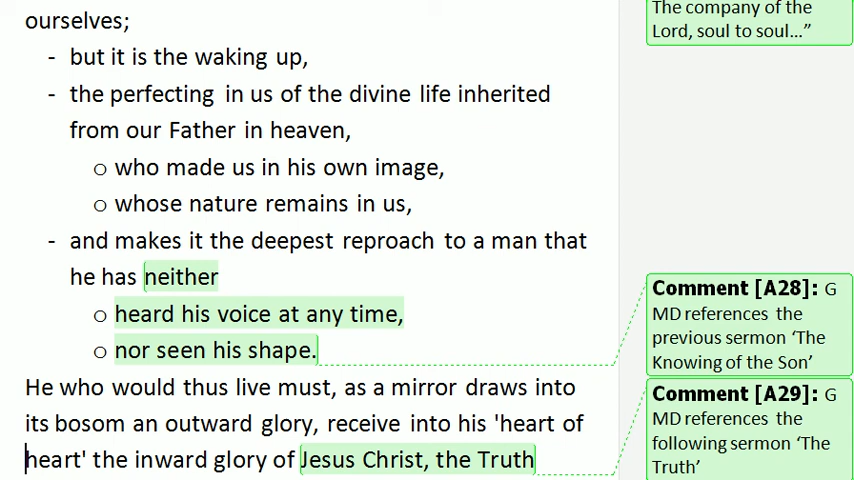 ourselves;
- but it is the waking up,
- the perfecting in us of the divine life inherited
from our Father in heaven,
o who made us in his own image,
o whose nature remains in us,
- and makes it the deepest reproach to a man that
he has neither
o heard his voice at any time,
o nor seen his shape.
He who would thus live must, as a mirror draws into
its bosom an outward glory, receive into his 'heart of
heart' the inward glory of Jesus Christ, the Truth
The company of the
Lord, soul to soul…”
Comment [A28]: G
MD references the
previous sermon ‘The
Knowing of the Son’
Comment [A29]: G
MD references the
following sermon ‘The
Truth’